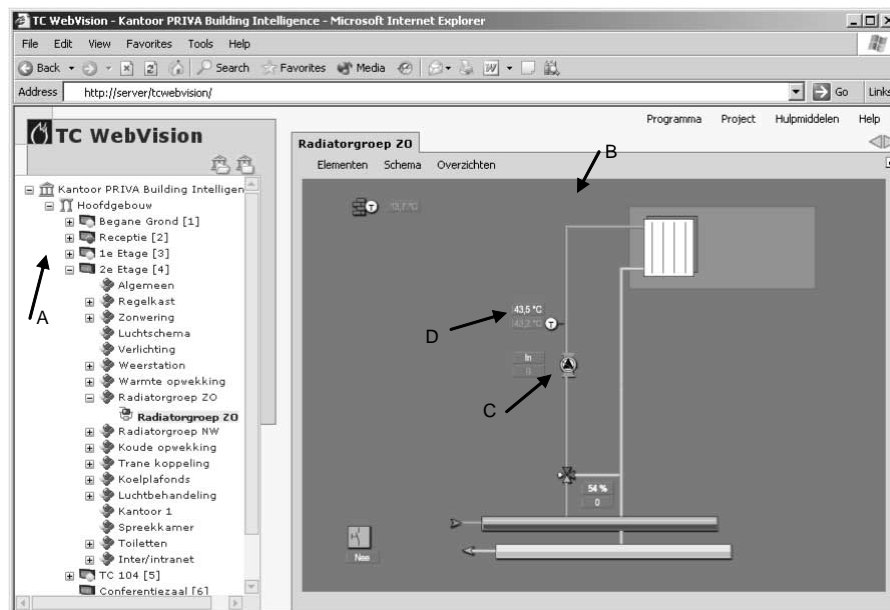 TC WebVision - Kantoor PRIVA Building Intelligence - Microsoft Internet Explorer
File Edit View Favorites Tools Help
Back Search Favorites Media
Address http://server/tcwebvision/ Go Links
TC WebVision
Kantoor PRIVA Building Intelligen
Hoofdgebouw
Begane Grond [1]
Receptie [2]
1e Etage [3]
2e Etage [4]
Algemeen
Regelkast
Zonwering
Luchtschema
Verlichting
Weerstation
Warmte opwekking
Radiatorgroep ZO
Radiatorgroep ZO
Radiatorgroep NW
Koude opwekking
Trane koppeling
Koelplafonds
Luchtbehandeling
Kantoor 1
Spreekkamer
Toiletten
Inter/intranet
TC 104 [5]
Conferentiezaal [6]
A
Programma Project Hulpmiddelen Help
Radiatorgroep ZO
Elementen Schema Overzichten
B
T
43,5 °C
T
D
In
C
54 %
0
Nee